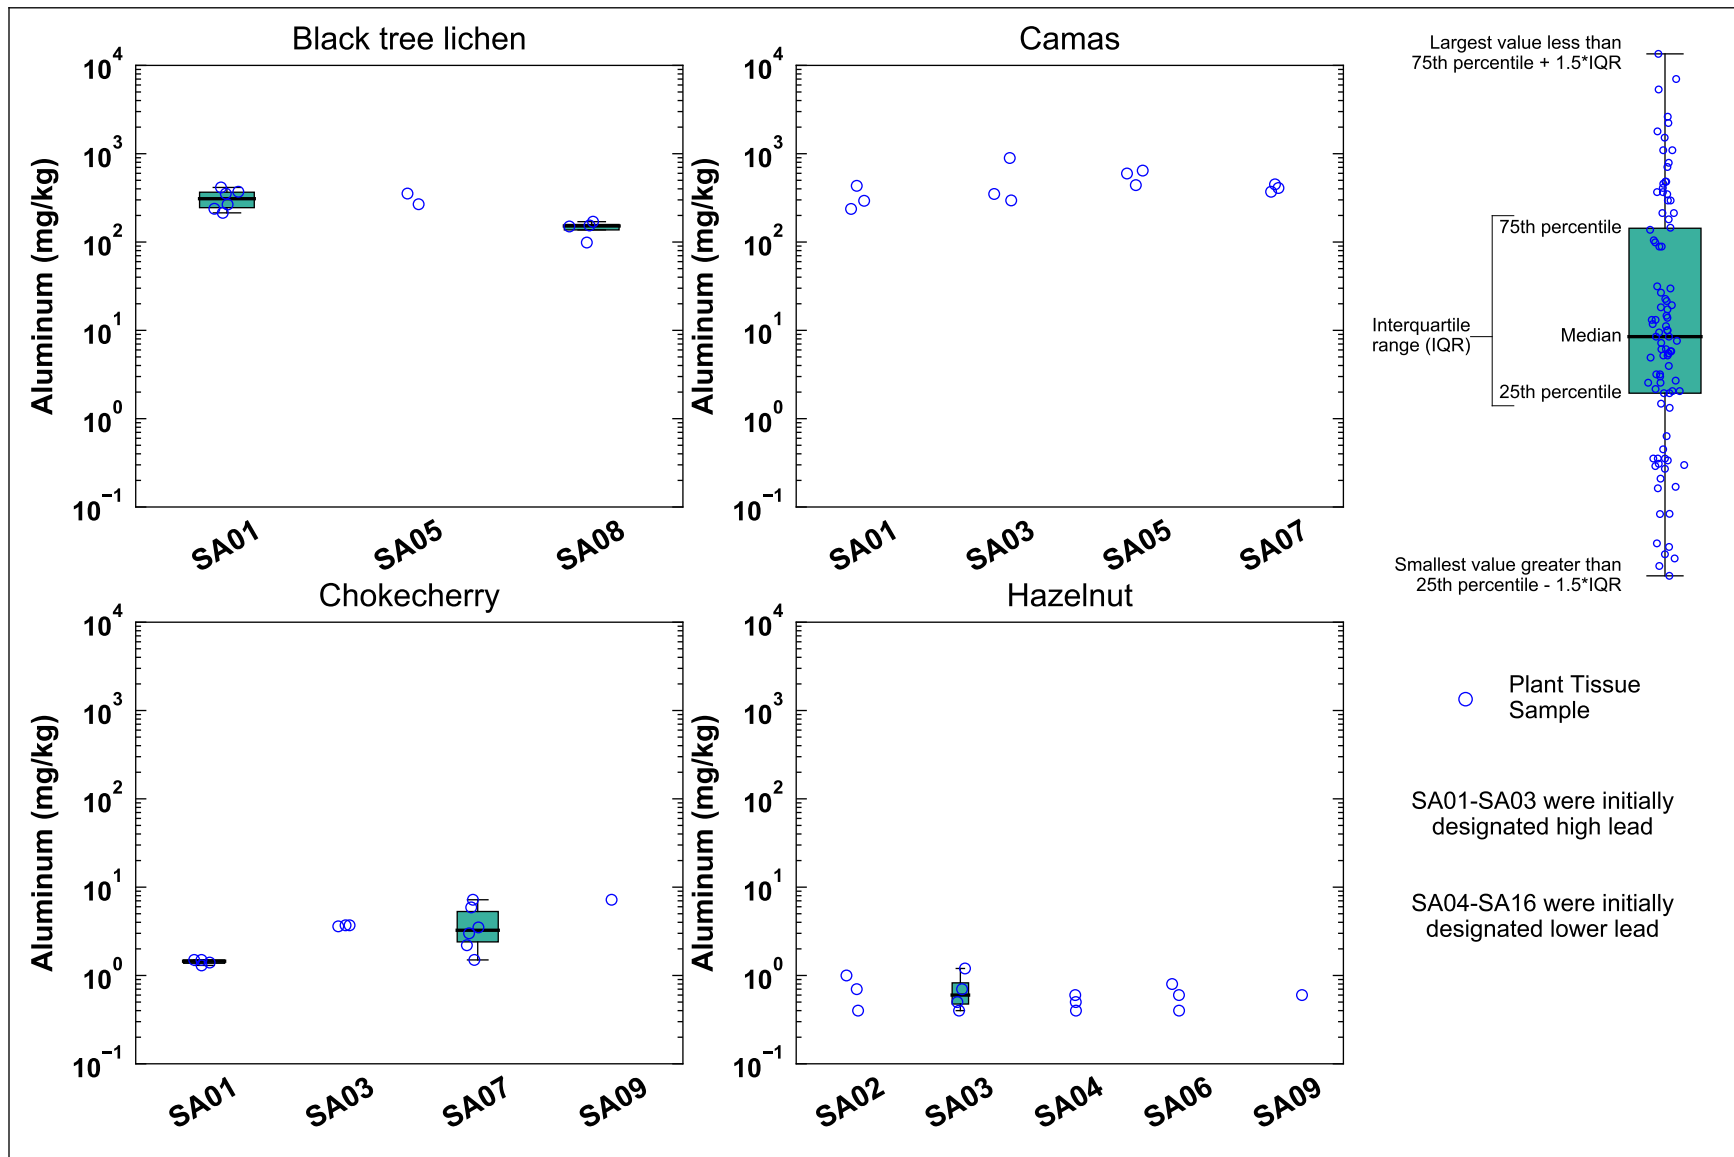 Black tree lichen
10^4
10^3
10^2
10^1
10^0
10^−1
Aluminum (mg/kg)
SA01
SA05
SA08
Camas
10^4
10^3
10^2
10^1
10^0
10^−1
Aluminum (mg/kg)
SA01
SA03
SA05
SA07
Largest value less than
75th percentile + 1.5*IQR
75th percentile
Interquartile
range (IQR)
Median
25th percentile
Smallest value greater than
25th percentile - 1.5*IQR
Chokecherry
10^4
10^3
10^2
10^1
10^0
10^−1
Aluminum (mg/kg)
SA01
SA03
SA07
SA09
Hazelnut
10^4
10^3
10^2
10^1
10^0
10^−1
Aluminum (mg/kg)
SA02
SA03
SA04
SA06
SA09
Plant Tissue
Sample
SA01-SA03 were initially
designated high lead
SA04-SA16 were initially
designated lower lead